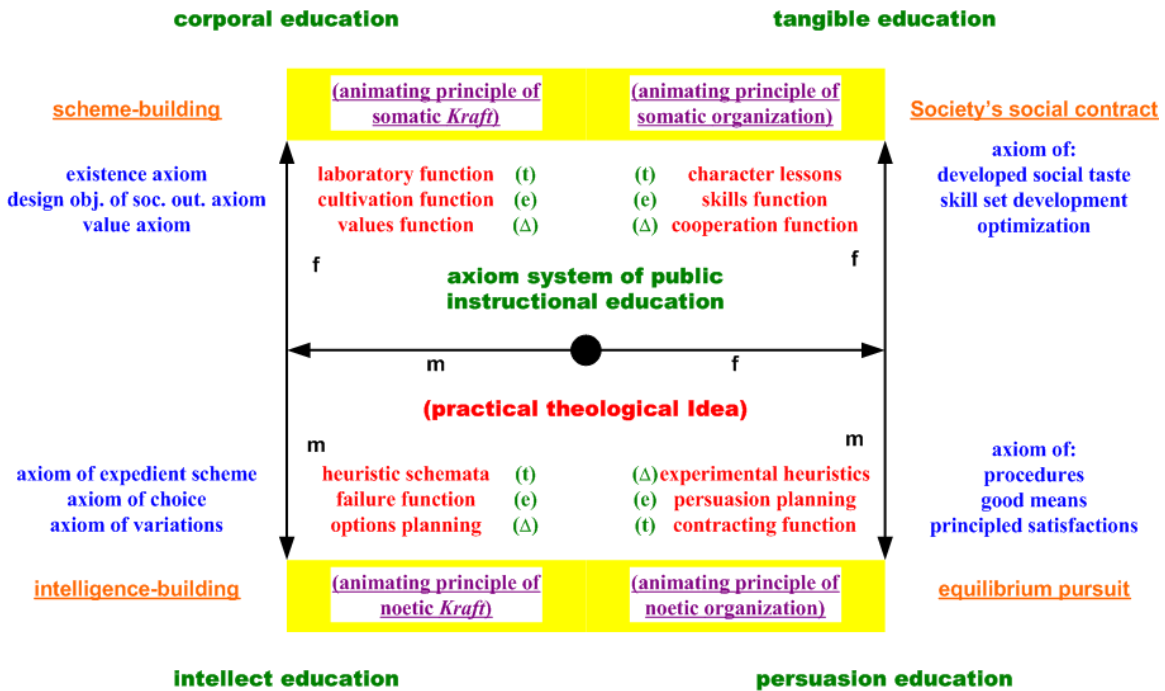 corporal education
tangible education
scheme-building
(animating principle of
somatic Kraft)
(animating principle of
somatic organization)
Society's social contract
existence axiom
design obj. of soc. out. axiom
value axiom
laboratory function (t)
cultivation function (e)
values function (Δ)
(t) character lessons
(e) skills function
(Δ) cooperation function
axiom of:
developed social taste
skill set development
optimization
f
f
axiom system of public
instructional education
m
f
(practical theological Idea)
m
m
axiom of expedient scheme
axiom of choice
axiom of variations
heuristic schemata (t)
failure function (e)
options planning (Δ)
(Δ) experimental heuristics
(e) persuasion planning
(t) contracting function
axiom of:
procedures
good means
principled satisfactions
intelligence-building
(animating principle of
noetic Kraft)
(animating principle of
noetic organization)
equilibrium pursuit
intellect education
persuasion education